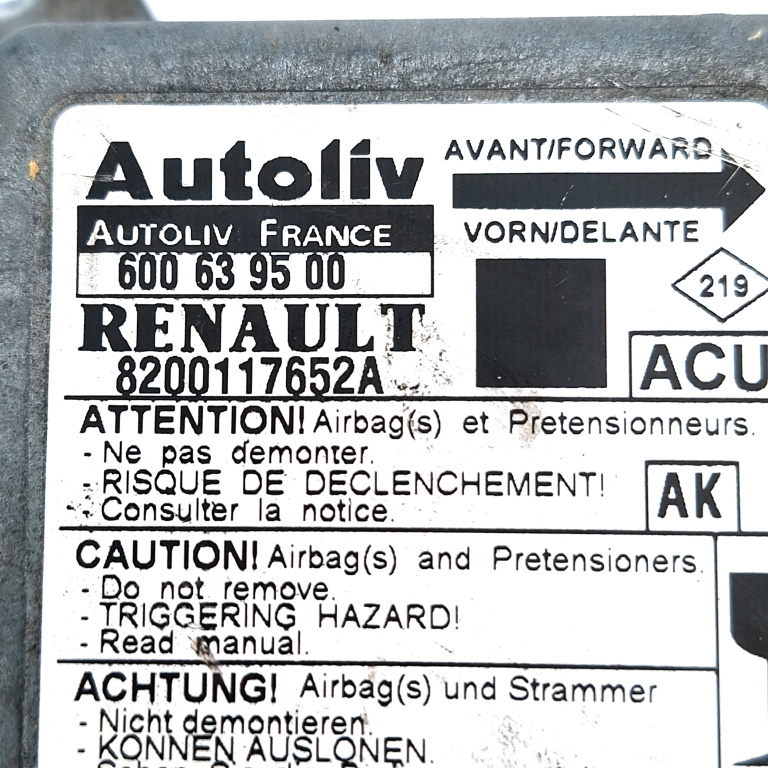 Autoliv
AVANT/FORWARD
AUTOLIV FRANCE
VORN/DELANTE
600 63 95 00
219
RENAULT
8200117652A
ACU
ATTENTION! Airbag(s) et Pretensionneurs.
- Ne pas demonter.
- RISQUE DE DECLENCHEMENT!
- Consulter la notice.
AK
CAUTION! Airbag(s) and Pretensioners.
- Do not remove.
- TRIGGERING HAZARD!
- Read manual.
ACHTUNG! Airbag(s) und Strammer
- Nicht demontieren.
- KONNEN AUSLONEN.